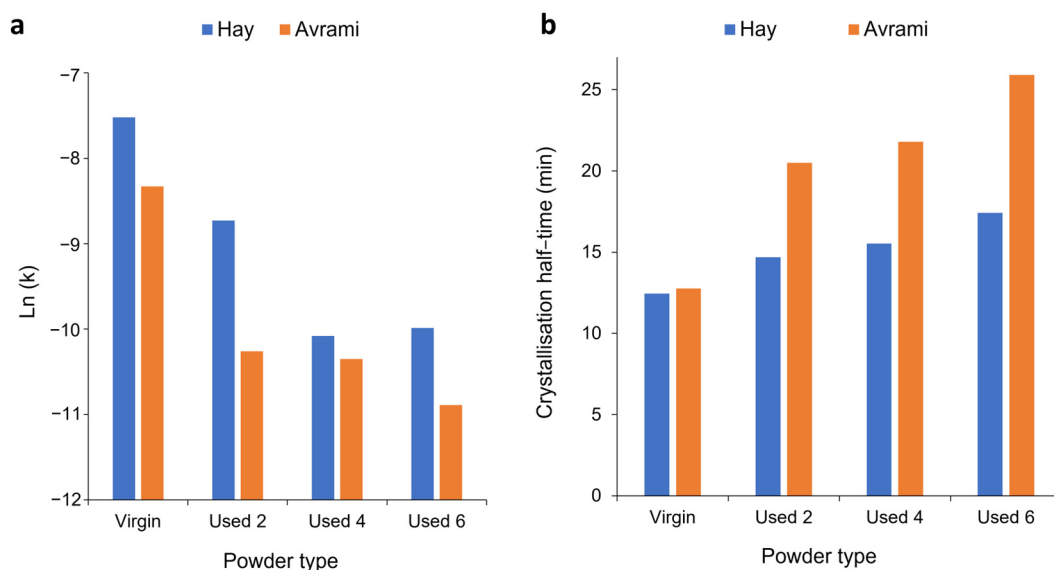 a
Hay Avrami
Ln (k)
−7
−8
−9
−10
−11
−12
Virgin Used 2 Used 4 Used 6
Powder type
b
Hay Avrami
Crystallisation half−time (min)
25
20
15
10
5
0
Virgin Used 2 Used 4 Used 6
Powder type